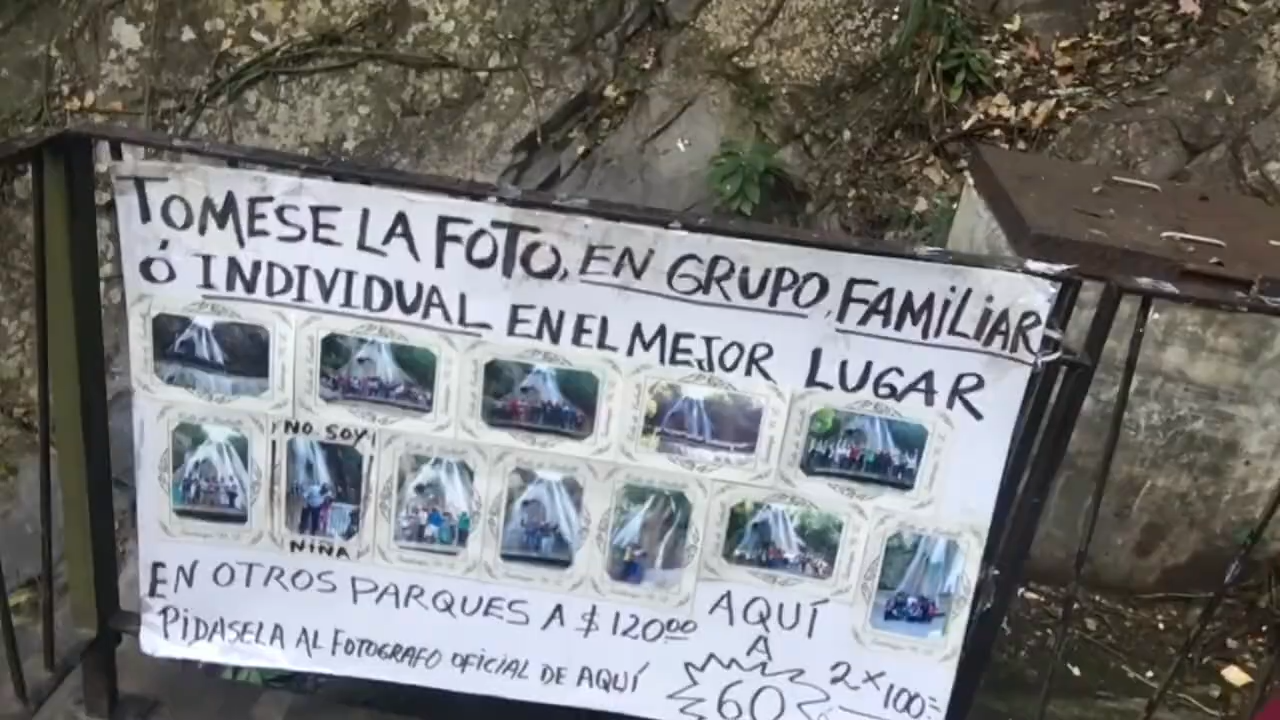 TOMESE LA FOTO, EN GRUPO, FAMILIAR
Ó INDIVIDUAL EN EL MEJOR LUGAR
NO SOY
NIÑA
EN OTROS PARQUES A $ 120.00
AQUÍ
A
60
2x100=
PIDASELA AL FOTOGRAFO OFICIAL DE AQUÍ